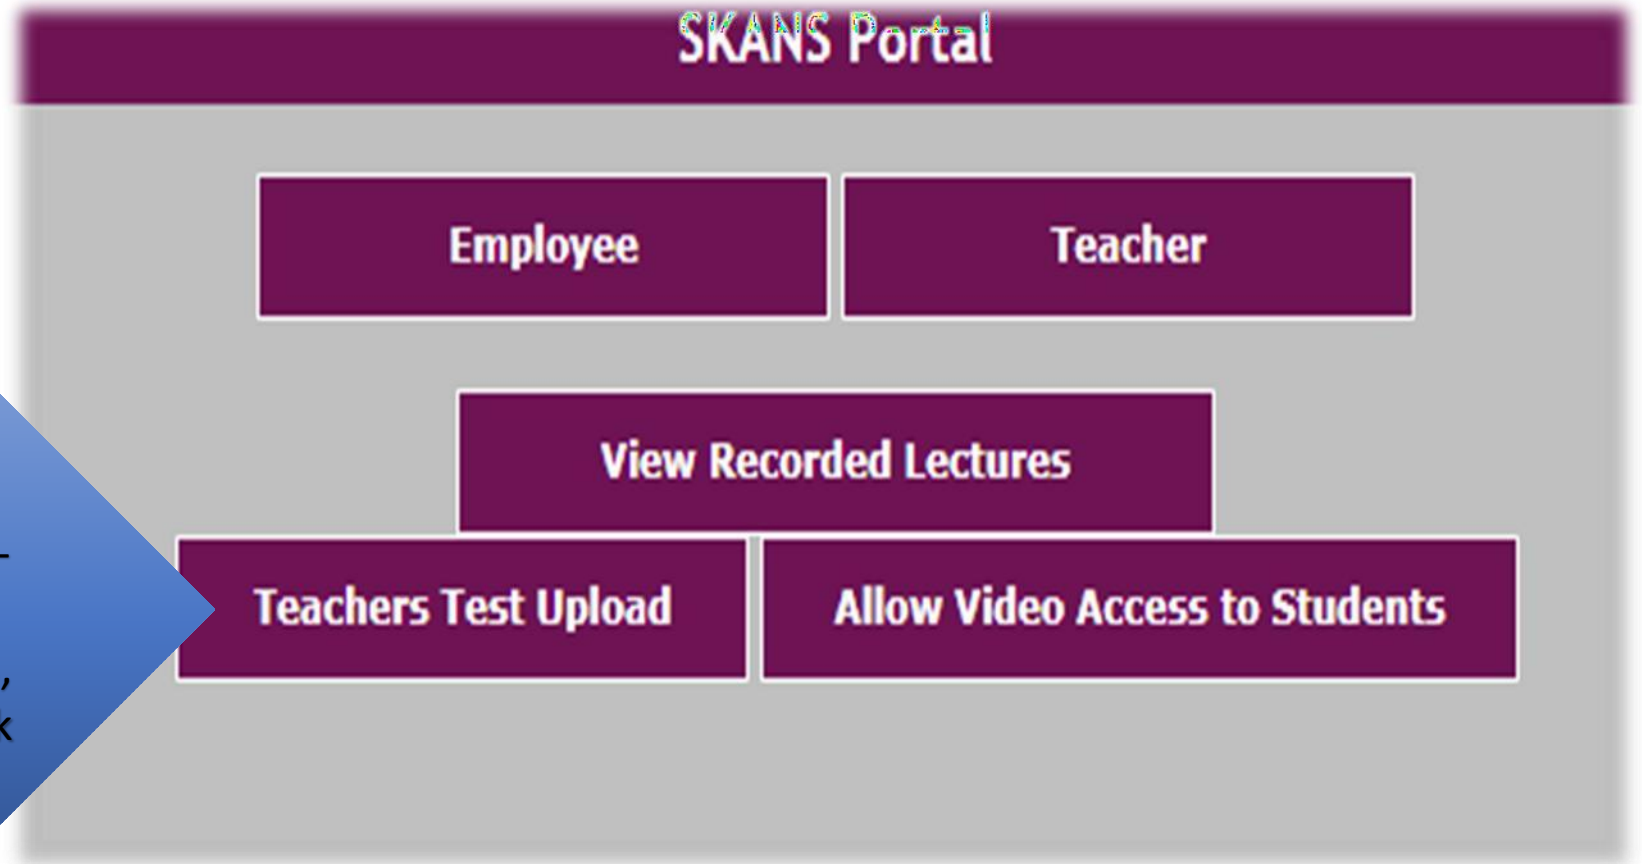 SKANS Portal
Employee
Teacher
View Recorded Lectures
Teachers Test Upload
Allow Video Access to Students